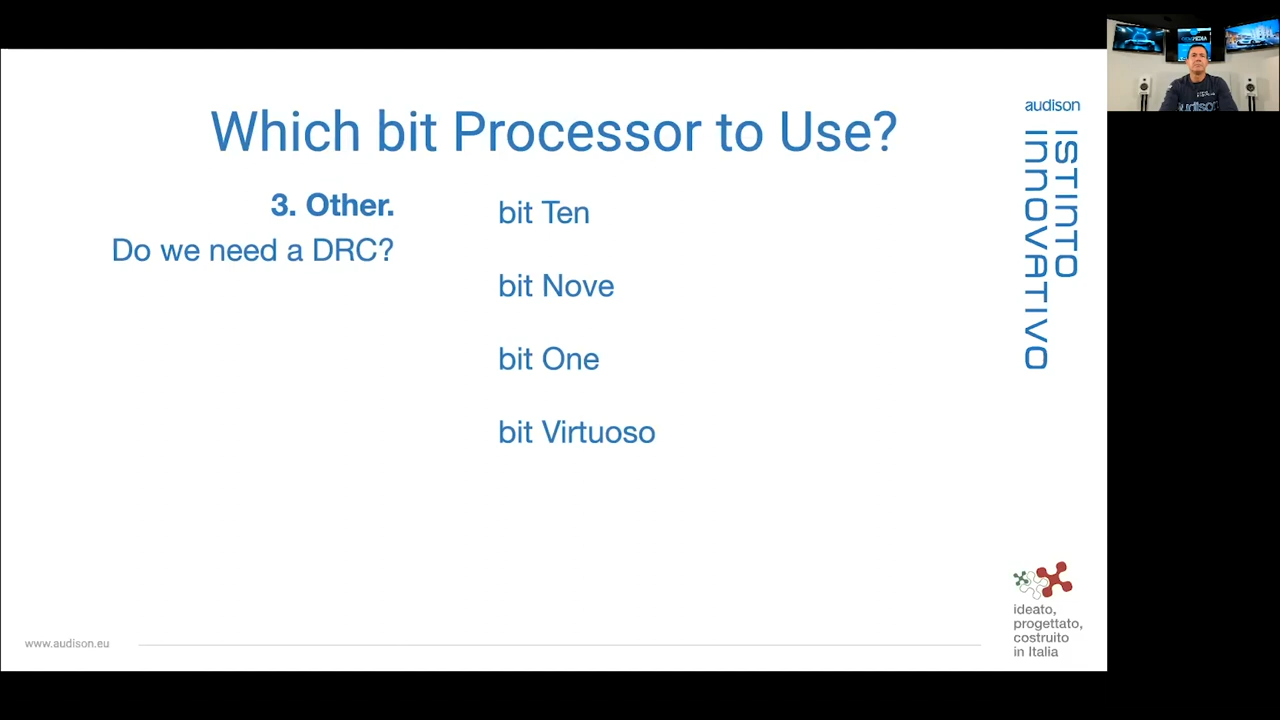 Which bit Processor to Use?
3. Other.
Do we need a DRC?
bit Ten
bit Nove
bit One
bit Virtuoso
audison
ISTINTO
INNOVATIVO
ideato,
progettato,
costruito
in Italia
www.audison.eu
audison